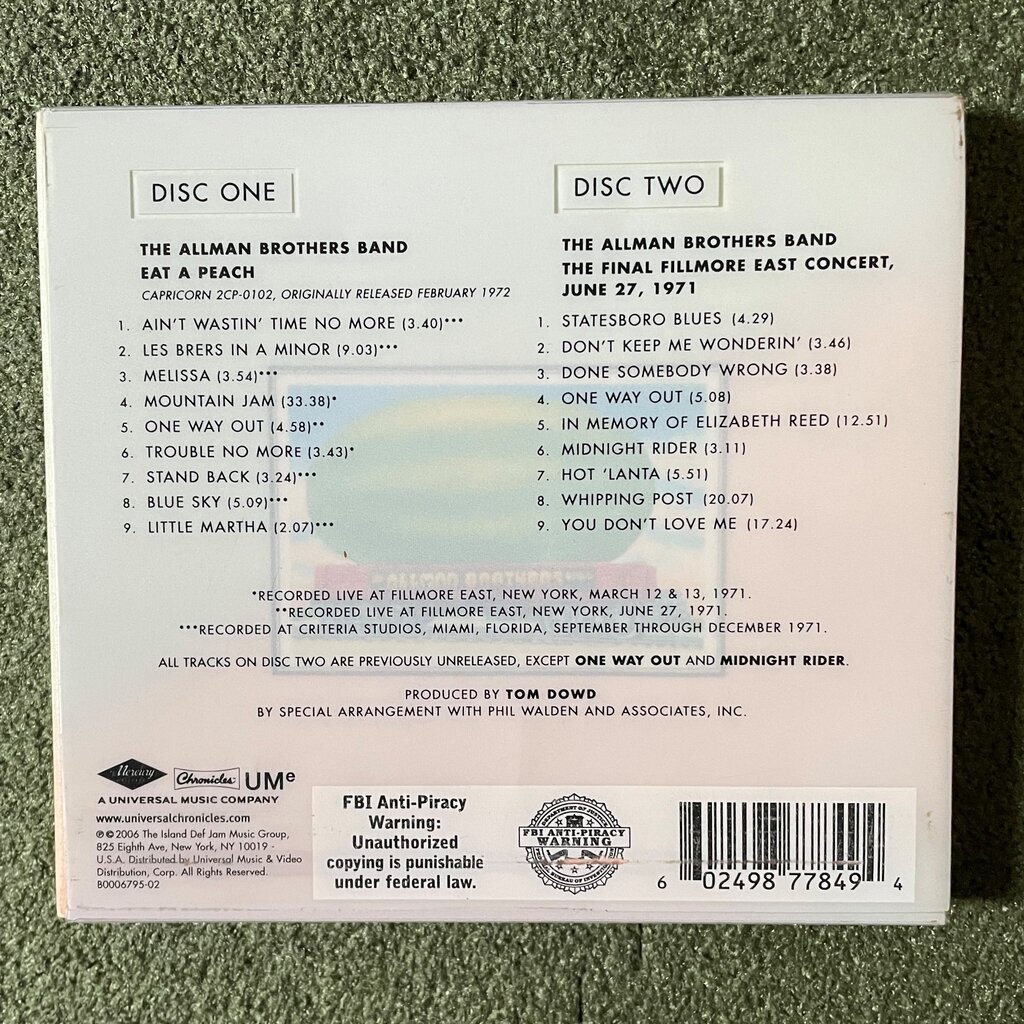 DISC ONE
THE ALLMAN BROTHERS BAND
EAT A PEACH
CAPRICORN 2CP-0102, ORIGINALLY RELEASED FEBRUARY 1972
1. AIN'T WASTIN' TIME NO MORE (3.40)***
2. LES BRERS IN A MINOR (9.03)***
3. MELISSA (3.54)***
4. MOUNTAIN JAM (33.38)*
5. ONE WAY OUT (4.58)**
6. TROUBLE NO MORE (3.43)*
7. STAND BACK (3.24)***
8. BLUE SKY (5.09)***
9. LITTLE MARTHA (2.07)***
DISC TWO
THE ALLMAN BROTHERS BAND
THE FINAL FILLMORE EAST CONCERT,
JUNE 27, 1971
1. STATESBORO BLUES (4.29)
2. DON'T KEEP ME WONDERIN' (3.46)
3. DONE SOMEBODY WRONG (3.38)
4. ONE WAY OUT (5.08)
5. IN MEMORY OF ELIZABETH REED (12.51)
6. MIDNIGHT RIDER (3.11)
7. HOT 'LANTA (5.51)
8. WHIPPING POST (20.07)
9. YOU DON'T LOVE ME (17.24)
ALLMAN BROTHERS
*RECORDED LIVE AT FILLMORE EAST, NEW YORK, MARCH 12 & 13, 1971.
**RECORDED LIVE AT FILLMORE EAST, NEW YORK, JUNE 27, 1971.
***RECORDED AT CRITERIA STUDIOS, MIAMI, FLORIDA, SEPTEMBER THROUGH DECEMBER 1971.
ALL TRACKS ON DISC TWO ARE PREVIOUSLY UNRELEASED, EXCEPT ONE WAY OUT AND MIDNIGHT RIDER.
PRODUCED BY TOM DOWD
BY SPECIAL ARRANGEMENT WITH PHIL WALDEN AND ASSOCIATES, INC.
Mercury Chronicles UMe
A UNIVERSAL MUSIC COMPANY
www.universalchronicles.com
℗© 2006 The Island Def Jam Music Group,
825 Eighth Ave, New York, NY 10019 -
U.S.A. Distributed by Universal Music & Video
Distribution, Corp. All Rights Reserved.
B0006795-02
FBI Anti-Piracy
Warning:
Unauthorized
copying is punishable
under federal law.
FBI ANTI-PIRACY
WARNING
6 02498 77849 4